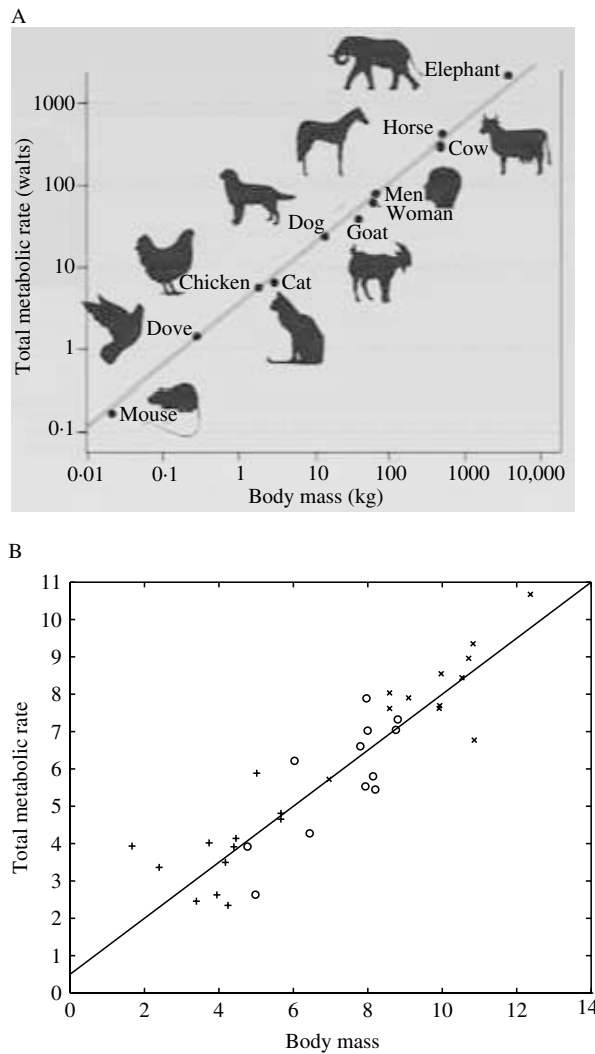 A
Total metabolic rate (walts)
1000
100
10
1
0·1
Elephant
Horse
Cow
Men
Woman
Dog
Goat
Chicken
Cat
Dove
Mouse
0·01 0·1 1 10 100 1000 10,000
Body mass (kg)
B
Total metabolic rate
11
10
9
8
7
6
5
4
3
2
1
0
0 2 4 6 8 10 12 14
Body mass